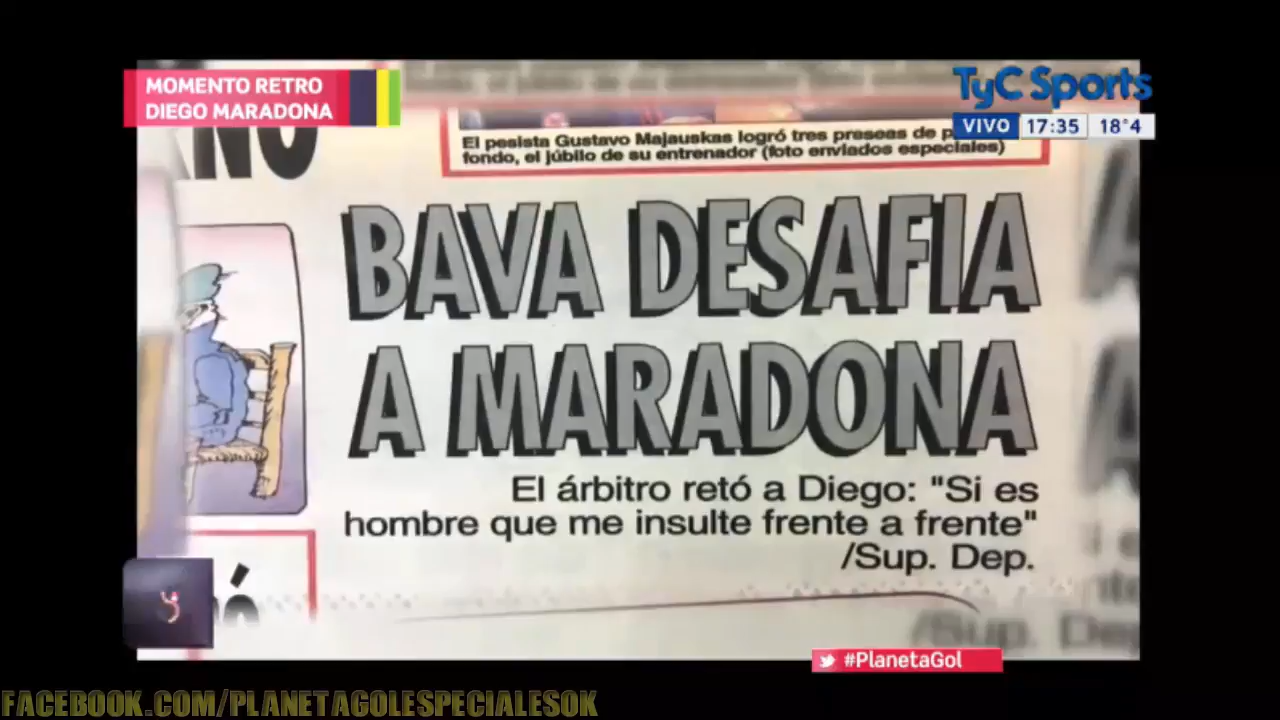 MOMENTO RETRO
DIEGO MARADONA
TyC Sports
VIVO 17:35 18°4
El pesista Gustavo Majauskas logró tres preseas de p
fondo, el júbilo de su entrenador (foto enviados especiales)
BAVA DESAFIA
A MARADONA
El árbitro retó a Diego: "Si es
hombre que me insulte frente a frente"
/Sup. Dep.
/Sup. Dep
#PlanetaGol
FACEBOOK.COM/PLANETAGOLESPECIALESOK